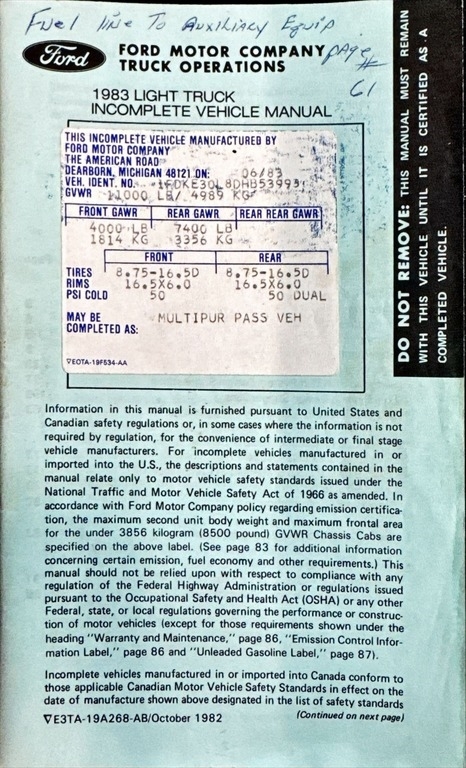 Fuel line To Auxiliary Equip
page
#
61
Ford
FORD MOTOR COMPANY
TRUCK OPERATIONS
1983 LIGHT TRUCK
INCOMPLETE VEHICLE MANUAL
DO NOT REMOVE: THIS MANUAL MUST REMAIN
WITH THIS VEHICLE UNTIL IT IS CERTIFIED AS A
COMPLETED VEHICLE.
THIS INCOMPLETE VEHICLE MANUFACTURED BY
FORD MOTOR COMPANY
THE AMERICAN ROAD
DEARBORN, MICHIGAN 48121 ON: 06/83
VEH. IDENT. NO. 1FDKE30L8DHB53993
GVWR 11000 LB/ 4989 KG
FRONT GAWR REAR GAWR REAR REAR GAWR
4000 LB 7400 LB
1814 KG 3356 KG
FRONT REAR
TIRES 8.75-16.5D 8.75-16.5D
RIMS 16.5X6.0 16.5X6.0
PSI COLD 50 50 DUAL
MAY BE MULTIPUR PASS VEH
COMPLETED AS:
▽EOTA-19F534-AA
Information in this manual is furnished pursuant to United States and
Canadian safety regulations or, in some cases where the information is not
required by regulation, for the convenience of intermediate or final stage
vehicle manufacturers. For incomplete vehicles manufactured in or
imported into the U.S., the descriptions and statements contained in the
manual relate only to motor vehicle safety standards issued under the
National Traffic and Motor Vehicle Safety Act of 1966 as amended. In
accordance with Ford Motor Company policy regarding emission certifica-
tion, the maximum second unit body weight and maximum frontal area
for the under 3856 kilogram (8500 pound) GVWR Chassis Cabs are
specified on the above label. (See page 83 for additional information
concerning certain emission, fuel economy and other requirements.) This
manual should not be relied upon with respect to compliance with any
regulation of the Federal Highway Administration or regulations issued
pursuant to the Occupational Safety and Health Act (OSHA) or any other
Federal, state, or local regulations governing the performance or construc-
tion of motor vehicles (except for those requirements shown under the
heading "Warranty and Maintenance," page 86, "Emission Control Infor-
mation Label," page 86 and "Unleaded Gasoline Label," page 87).
Incomplete vehicles manufactured in or imported into Canada conform to
those applicable Canadian Motor Vehicle Safety Standards in effect on the
date of manufacture shown above designated in the list of safety standards
▽E3TA-19A268-AB/October 1982 (Continued on next page)